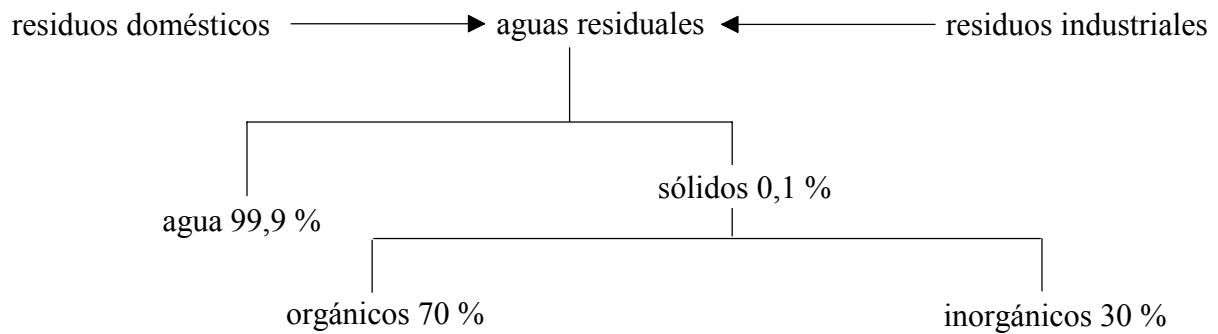 residuos domésticos aguas residuales residuos industriales
sólidos 0,1 %
agua 99,9 %
orgánicos 70 % inorgánicos 30 %